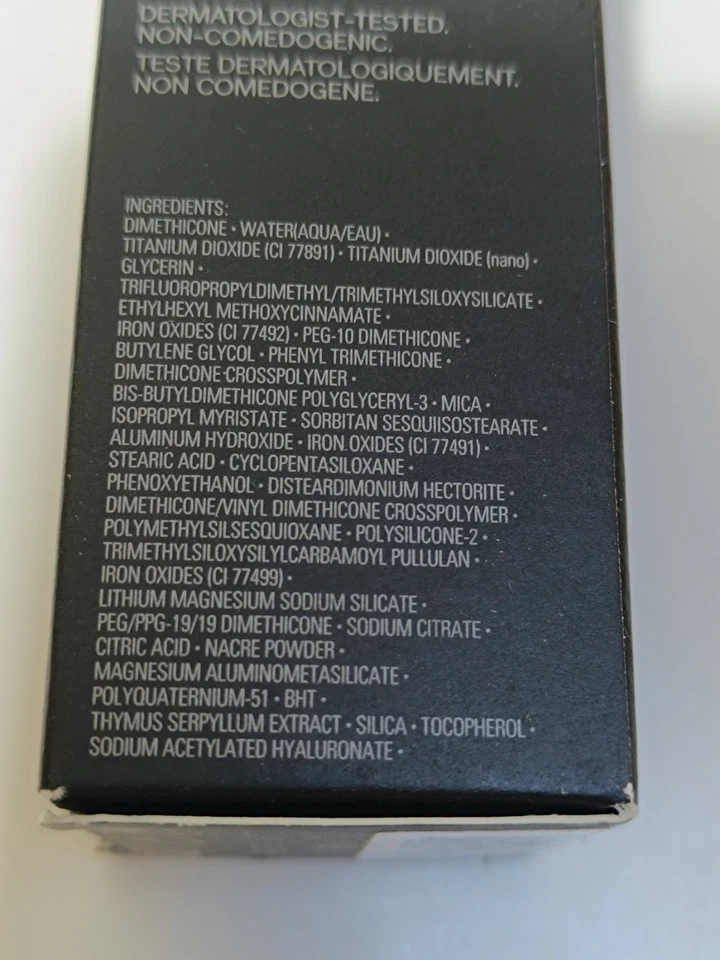 DERMATOLOGIST-TESTED.
NON-COMEDOGENIC.
TESTE DERMATOLOGIQUEMENT.
NON COMEDOGENE.
INGREDIENTS:
DIMETHICONE · WATER(AQUA/EAU) ·
TITANIUM DIOXIDE (CI 77891) · TITANIUM DIOXIDE (nano) ·
GLYCERIN ·
TRIFLUOROPROPYLDIMETHYL/TRIMETHYLSILOXYSILICATE ·
ETHYLHEXYL METHOXYCINNAMATE ·
IRON OXIDES (CI 77492) · PEG-10 DIMETHICONE ·
BUTYLENE GLYCOL · PHENYL TRIMETHICONE ·
DIMETHICONE CROSSPOLYMER ·
BIS-BUTYLDIMETHICONE POLYGLYCERYL-3 · MICA ·
ISOPROPYL MYRISTATE · SORBITAN SESQUIISOSTEARATE ·
ALUMINUM HYDROXIDE · IRON OXIDES (CI 77491) ·
STEARIC ACID · CYCLOPENTASILOXANE ·
PHENOXYETHANOL · DISTEARDIMONIUM HECTORITE ·
DIMETHICONE/VINYL DIMETHICONE CROSSPOLYMER ·
POLYMETHYLSILSESQUIOXANE · POLYSILICONE-2 ·
TRIMETHYLSILOXYSILYLCARBAMOYL PULLULAN ·
IRON OXIDES (CI 77499) ·
LITHIUM MAGNESIUM SODIUM SILICATE ·
PEG/PPG-19/19 DIMETHICONE · SODIUM CITRATE ·
CITRIC ACID · NACRE POWDER ·
MAGNESIUM ALUMINOMETASILICATE ·
POLYQUATERNIUM-51 · BHT ·
THYMUS SERPYLLUM EXTRACT · SILICA · TOCOPHEROL ·
SODIUM ACETYLATED HYALURONATE ·